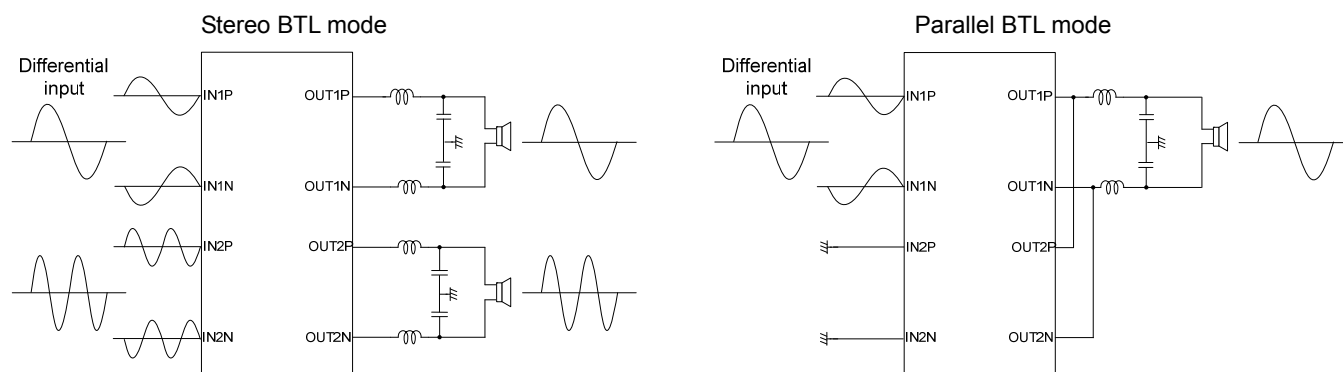 Stereo BTL mode
Differential
input
IN1P
IN1N
IN2P
IN2N
OUT1P
OUT1N
OUT2P
OUT2N
Parallel BTL mode
Differential
input
IN1P
IN1N
IN2P
IN2N
OUT1P
OUT1N
OUT2P
OUT2N